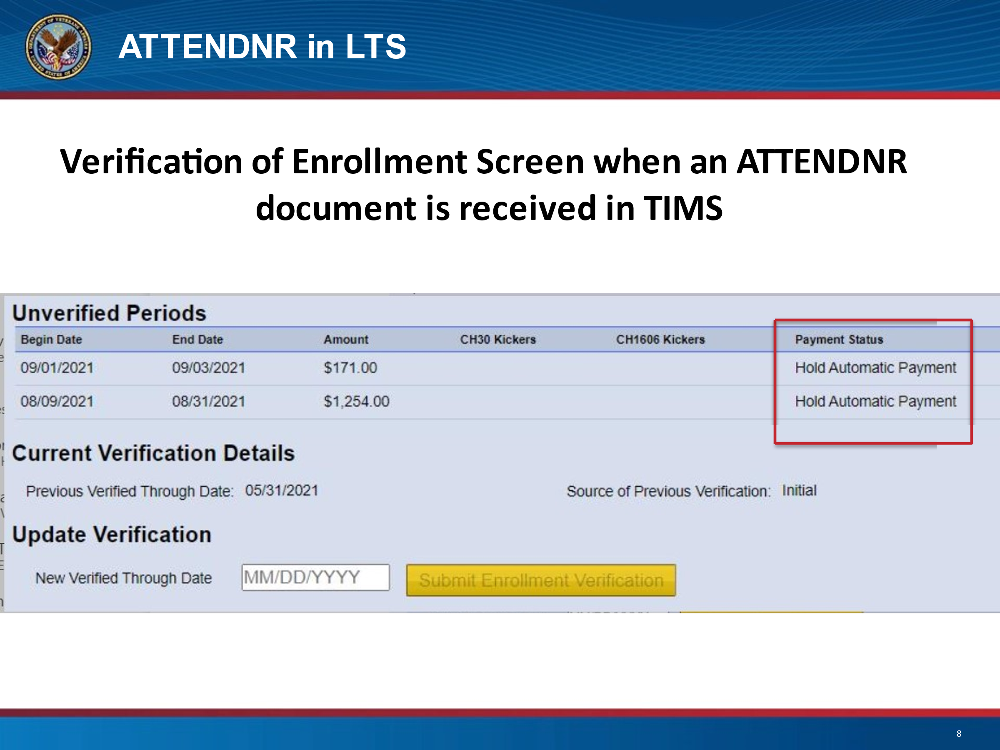 ATTENDNR in LTS
Verification of Enrollment Screen when an ATTENDNR
document is received in TIMS
Unverified Periods
Begin Date End Date Amount CH30 Kickers CH1606 Kickers Payment Status
09/01/2021 09/03/2021 $171.00 Hold Automatic Payment
08/09/2021 08/31/2021 $1,254.00 Hold Automatic Payment
Current Verification Details
Previous Verified Through Date: 05/31/2021 Source of Previous Verification: Initial
Update Verification
New Verified Through Date MM/DD/YYYY Submit Enrollment Verification
8